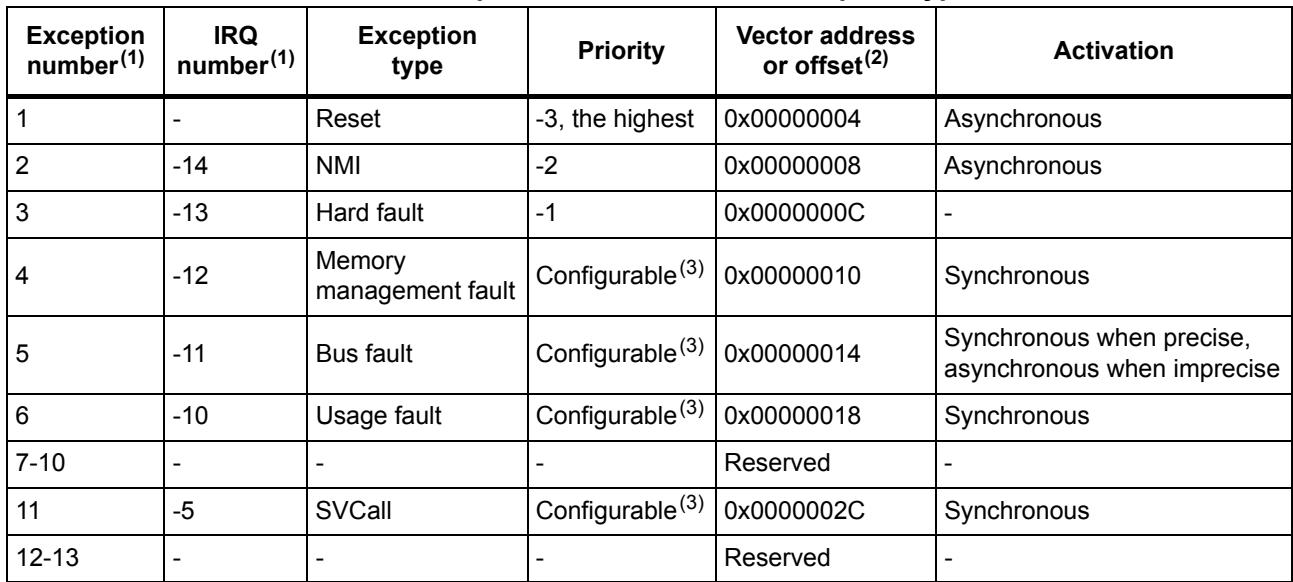 Exception number(1) IRQ number(1) Exception type Priority Vector address or offset(2) Activation
1 - Reset -3, the highest 0x00000004 Asynchronous
2 -14 NMI -2 0x00000008 Asynchronous
3 -13 Hard fault -1 0x0000000C -
4 -12 Memory management fault Configurable(3) 0x00000010 Synchronous
5 -11 Bus fault Configurable(3) 0x00000014 Synchronous when precise, asynchronous when imprecise
6 -10 Usage fault Configurable(3) 0x00000018 Synchronous
7-10 - - - Reserved -
11 -5 SVCall Configurable(3) 0x0000002C Synchronous
12-13 - - - Reserved -